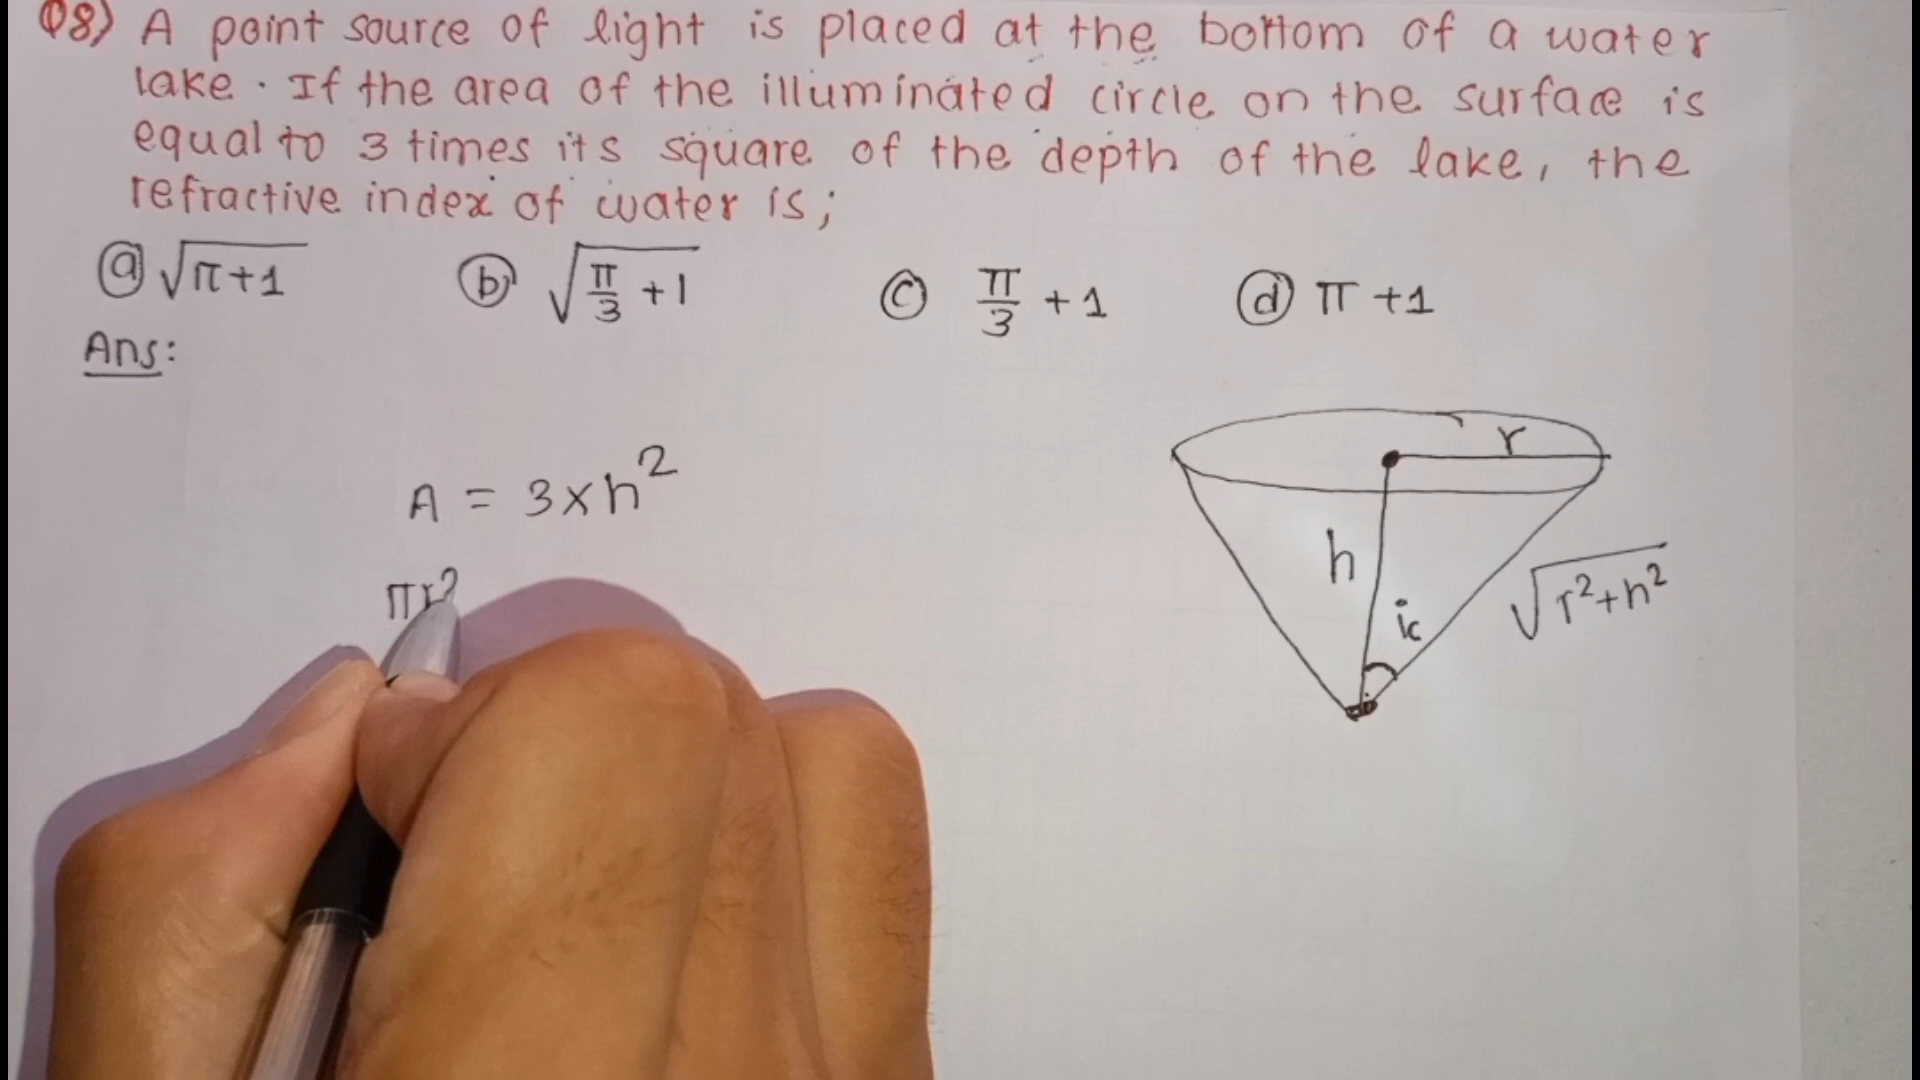 Q8) A point source of light is placed at the bottom of a water
lake. If the area of the illuminated circle on the surface is
equal to 3 times its square of the depth of the lake, the
refractive index of water is;
(a) √(π+1) (b) √(π/3 +1) (c) π/3 +1 (d) π +1
Ans:
r
A = 3×h²
h
πr²
ic
√(r²+h²)